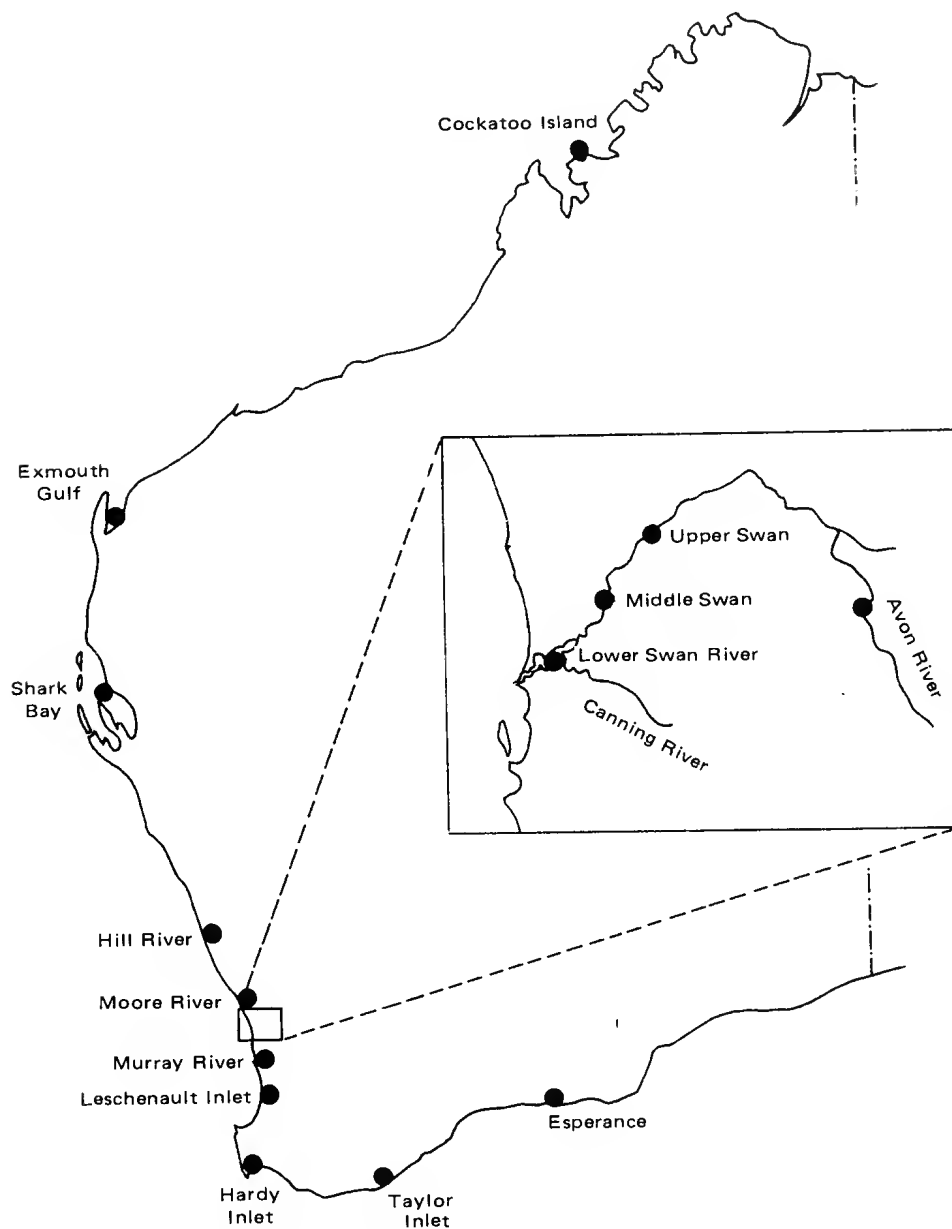 Cockatoo Island
Exmouth
Gulf
Upper Swan
Middle Swan
Avon River
Lower Swan River
Canning River
Shark
Bay
Hill River
Moore River
Murray River
Leschenault Inlet
Esperance
Hardy
Inlet
Taylor
Inlet